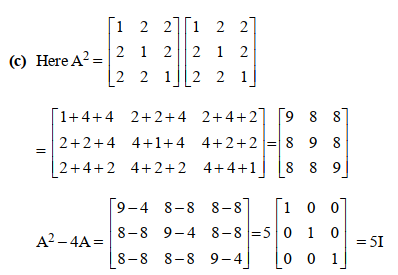 (c) Here A² = [1 2 2; 2 1 2; 2 2 1] [1 2 2; 2 1 2; 2 2 1]
= [1+4+4 2+2+4 2+4+2; 2+2+4 4+1+4 4+2+2; 2+4+2 4+2+2 4+4+1] = [9 8 8; 8 9 8; 8 8 9]
A² – 4A = [9–4 8–8 8–8; 8–8 9–4 8–8; 8–8 8–8 9–4] = 5 [1 0 0; 0 1 0; 0 0 1] = 5I